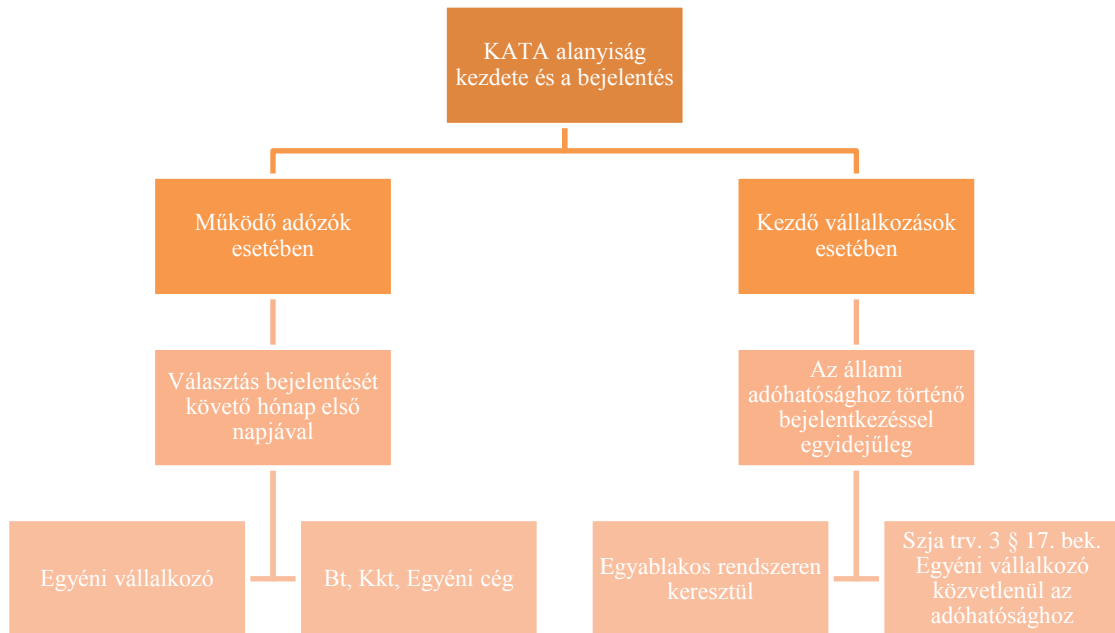 KATA alanyiság
kezdete és a bejelentés
Működő adózók
esetében
Kezdő vállalkozások
esetében
Választás bejelentését
követő hónap első
napjával
Az állami
adóhatósághoz történő
bejelentkezéssel
egyidejűleg
Egyéni vállalkozó
Bt, Kkt, Egyéni cég
Egyablakos rendszeren
keresztül
Szja trv. 3 § 17. bek.
Egyéni vállalkozó
közvetlenül az
adóhatósághoz